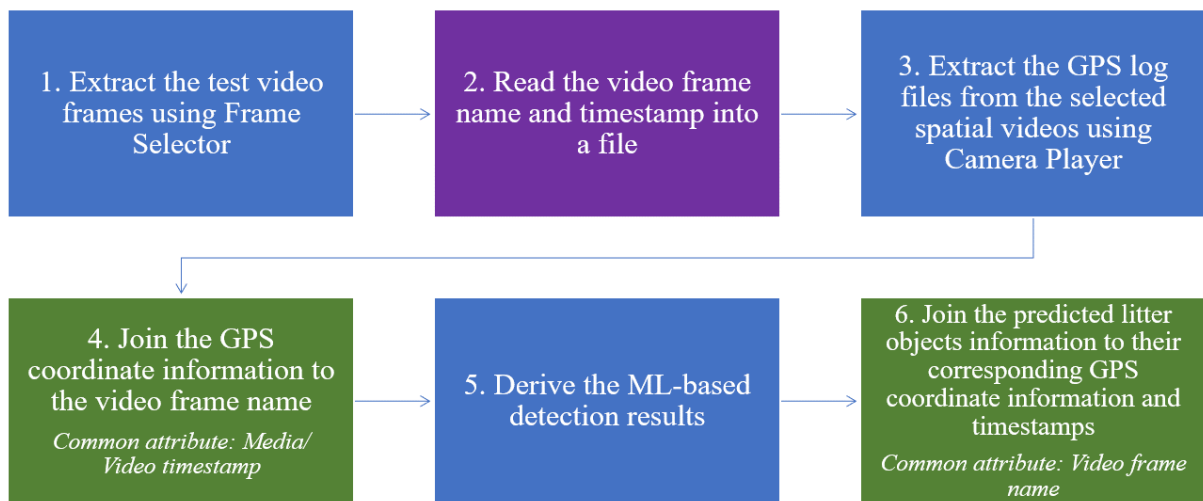 1. Extract the test video
frames using Frame
Selector
2. Read the video frame
name and timestamp into
a file
3. Extract the GPS log
files from the selected
spatial videos using
Camera Player
4. Join the GPS
coordinate information to
the video frame name
Common attribute: Media/
Video timestamp
5. Derive the ML-based
detection results
6. Join the predicted litter
objects information to their
corresponding GPS
coordinate information and
timestamps
Common attribute: Video frame
name